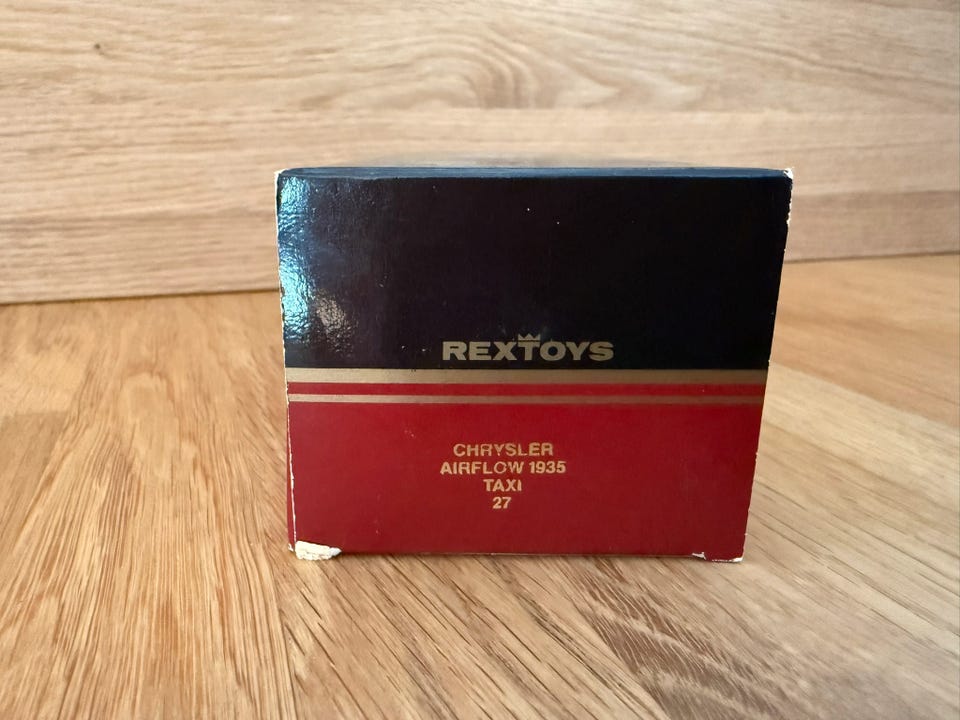 REXTOYS
CHRYSLER
AIRFLOW 1935
TAXI
27